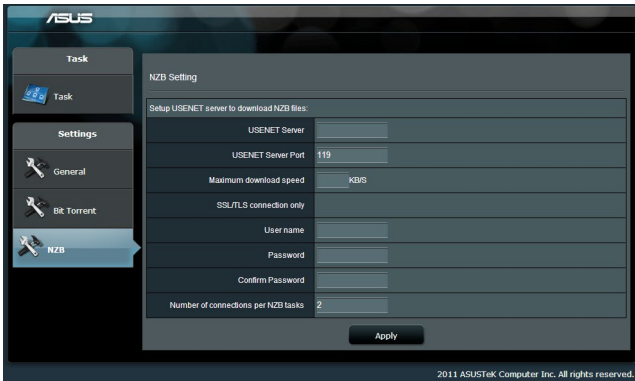 ASUS
Task
Task
Settings
General
Bit Torrent
NZB
NZB Setting
Setup USENET server to download NZB files:
USENET Server
USENET Server Port 119
Maximum download speed KB/S
SSL/TLS connection only
User name
Password
Confirm Password
Number of connections per NZB tasks 2
Apply
2011 ASUSTeK Computer Inc. All rights reserved.